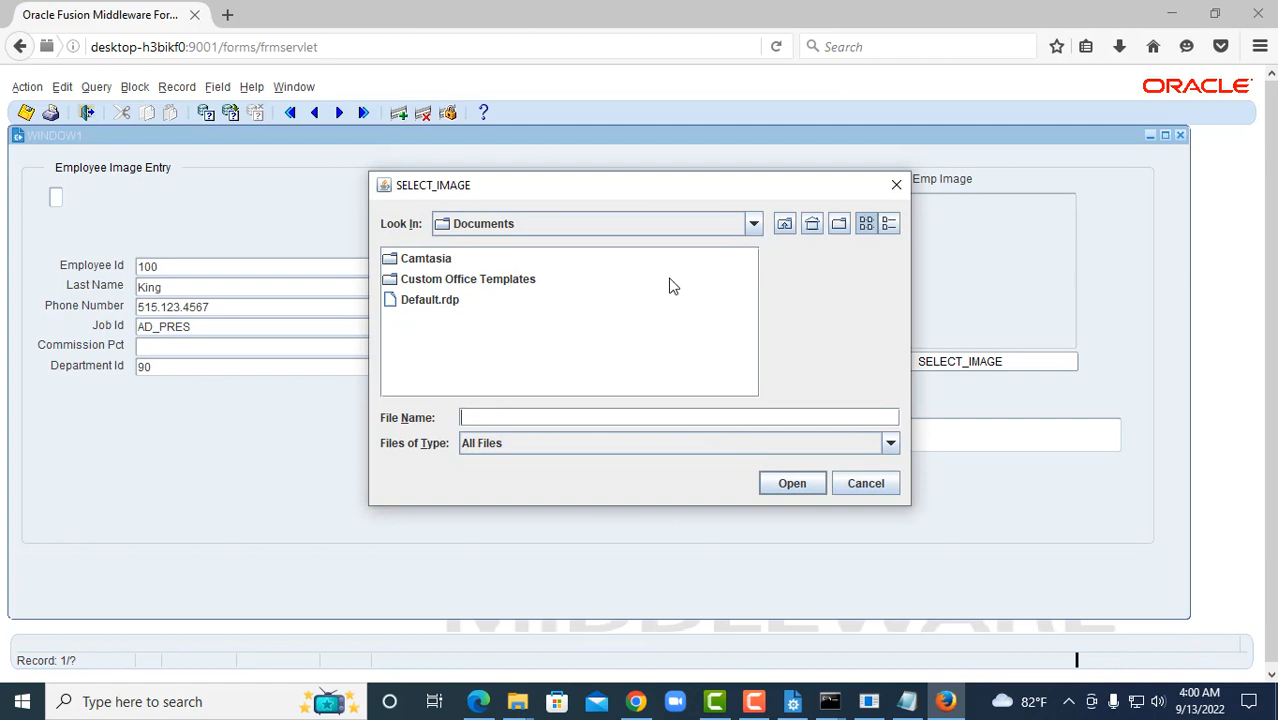 Oracle Fusion Middleware For...
desktop-h3bikf0:9001/forms/frmservlet
Search
Action Edit Query Block Record Field Help Window
ORACLE
WINDOW1
Employee Image Entry
Employee Id 100
Last Name King
Phone Number 515.123.4567
Job Id AD_PRES
Commission Pct
Department Id 90
Emp Image
SELECT_IMAGE
SELECT_IMAGE
Look In: Documents
Camtasia
Custom Office Templates
Default.rdp
File Name:
Files of Type: All Files
Open Cancel
MIDDLEWARE
Record: 1/?
Type here to search
82°F
4:00 AM
9/13/2022